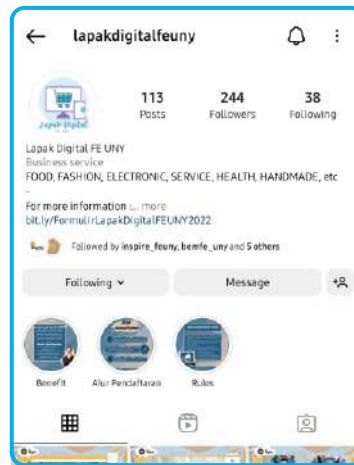 lapakdigitalfeuny
Lapak Digital
113 244 38
Posts Followers Following
Lapak Digital FE UNY
Business service
FOOD, FASHION, ELECTRONIC, SERVICE, HEALTH, HANDMADE, etc
-
For more information :... more
bit.ly/FormulirLapakDigitalFEUNY2022
Followed by inspire_feuny, bemfe_uny and 5 others
Following Message
Benefit Alur Pendaftaran Rules